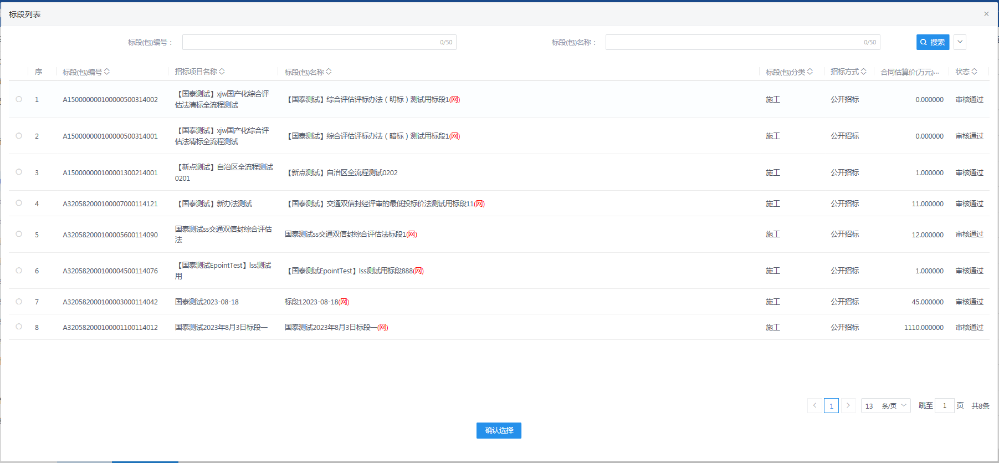 标段列表
标段(包)编号： 0/50 标段(包)名称： 0/50 搜索
序 标段(包)编号 招标项目名称 标段(包)名称 标段(包)分类 招标方式 合同估算价(万元)... 状态
1 A1500000001000005003140​02 【国泰测试】xjw国产化综合评 【国泰测试】综合评估评标办法（明标）测试用标段1(网) 施工 公开招标 0.000000 审核通过
估法清标全流程测试
2 A150000000100000500314001 【国泰测试】xjw国产化综合评 【国泰测试】综合评估评标办法（暗标）测试用标段1(网) 施工 公开招标 0.000000 审核通过
估法清标全流程测试
3 A150000000100001300214001 【新点测试】自治区全流程测试 【新点测试】自治区全流程测试0202 施工 公开招标 1.000000 审核通过
0201
4 A320582000100007000114121 【国泰测试】新办法测试 【国泰测试】交通双信封经评审的最低投标价法测试用标段11(网) 施工 公开招标 11.000000 审核通过
5 A320582000100005600114090 国泰测试ss交通双信封综合评估 国泰测试ss交通双信封综合评估法标段1(网) 施工 公开招标 12.000000 审核通过
法
6 A320582000100004500114076 【国泰测试EpointTest】lss测试 【国泰测试EpointTest】lss测试用标段888(网) 施工 公开招标 1.000000 审核通过
用
7 A320582000100003000114042 国泰测试2023-08-18 标段12023-08-18(网) 施工 公开招标 45.000000 审核通过
8 A320582000100001100114012 国泰测试2023年8月3日标段一 国泰测试2023年8月3日标段一(网) 施工 公开招标 1110.000000 审核通过
1 13 条/页 跳至 1 页 共8条
确认选择